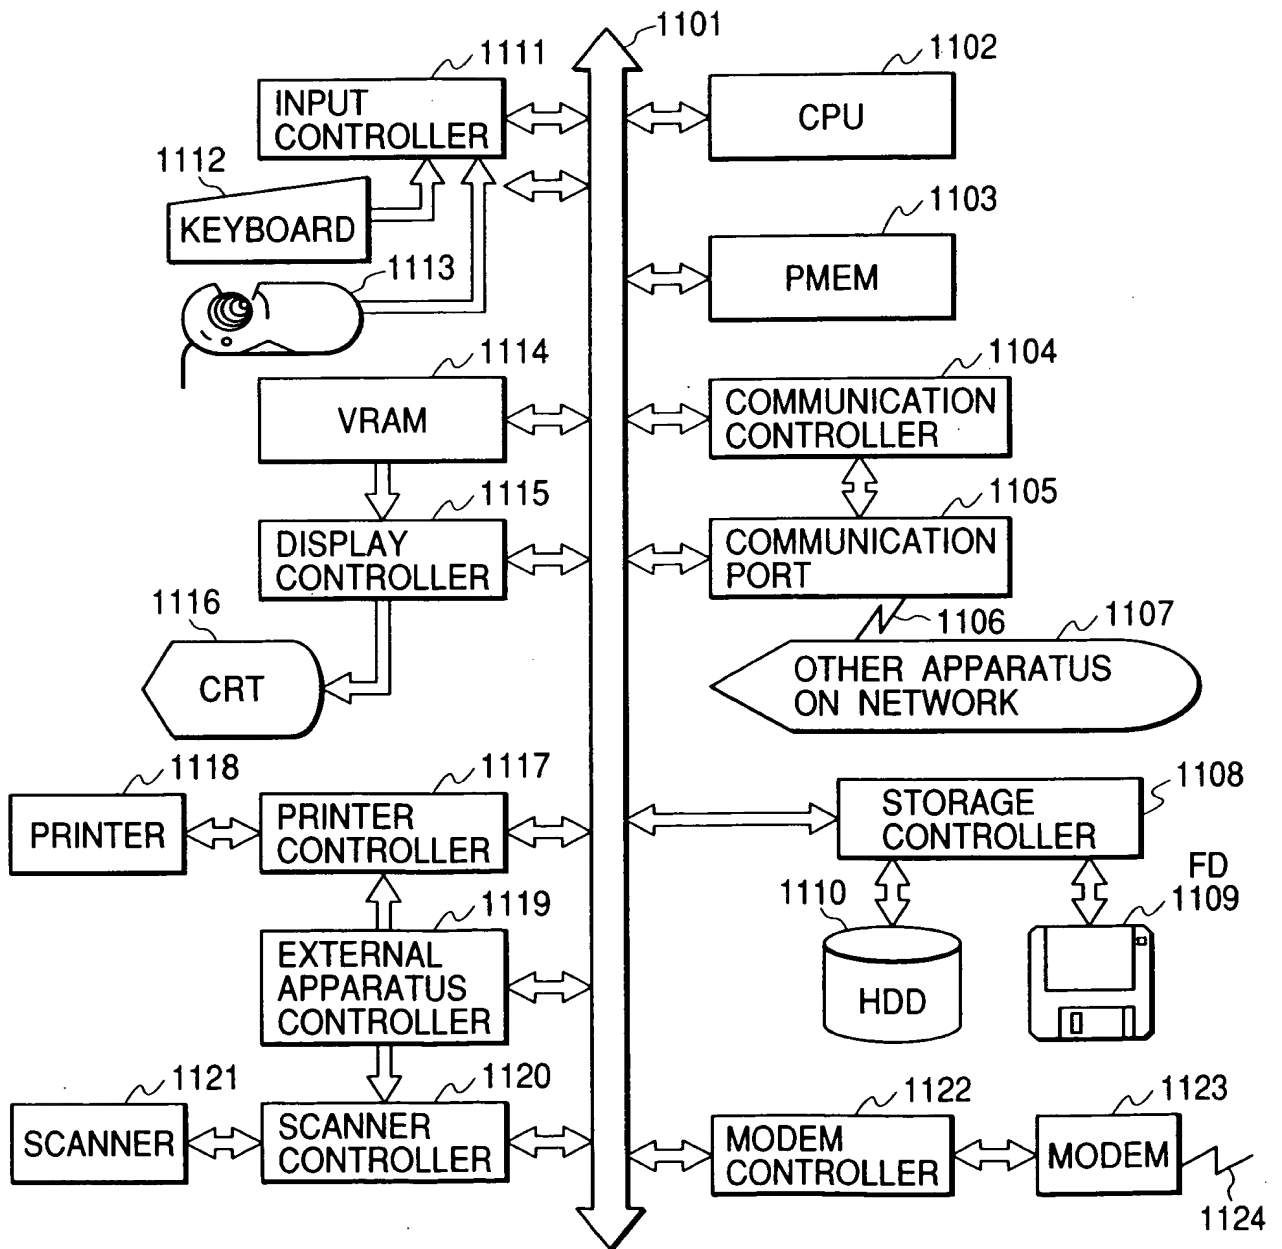 1101
1111
INPUT
CONTROLLER
1102
CPU
1112
KEYBOARD
1103
PMEM
1113
1114
VRAM
1104
COMMUNICATION
CONTROLLER
1115
DISPLAY
CONTROLLER
1105
COMMUNICATION
PORT
1116
CRT
1106
1107
OTHER APPARATUS
ON NETWORK
1118
PRINTER
1117
PRINTER
CONTROLLER
1108
STORAGE
CONTROLLER
1119
EXTERNAL
APPARATUS
CONTROLLER
1110
HDD
FD
1109
1121
SCANNER
1120
SCANNER
CONTROLLER
1122
MODEM
CONTROLLER
1123
MODEM
1124